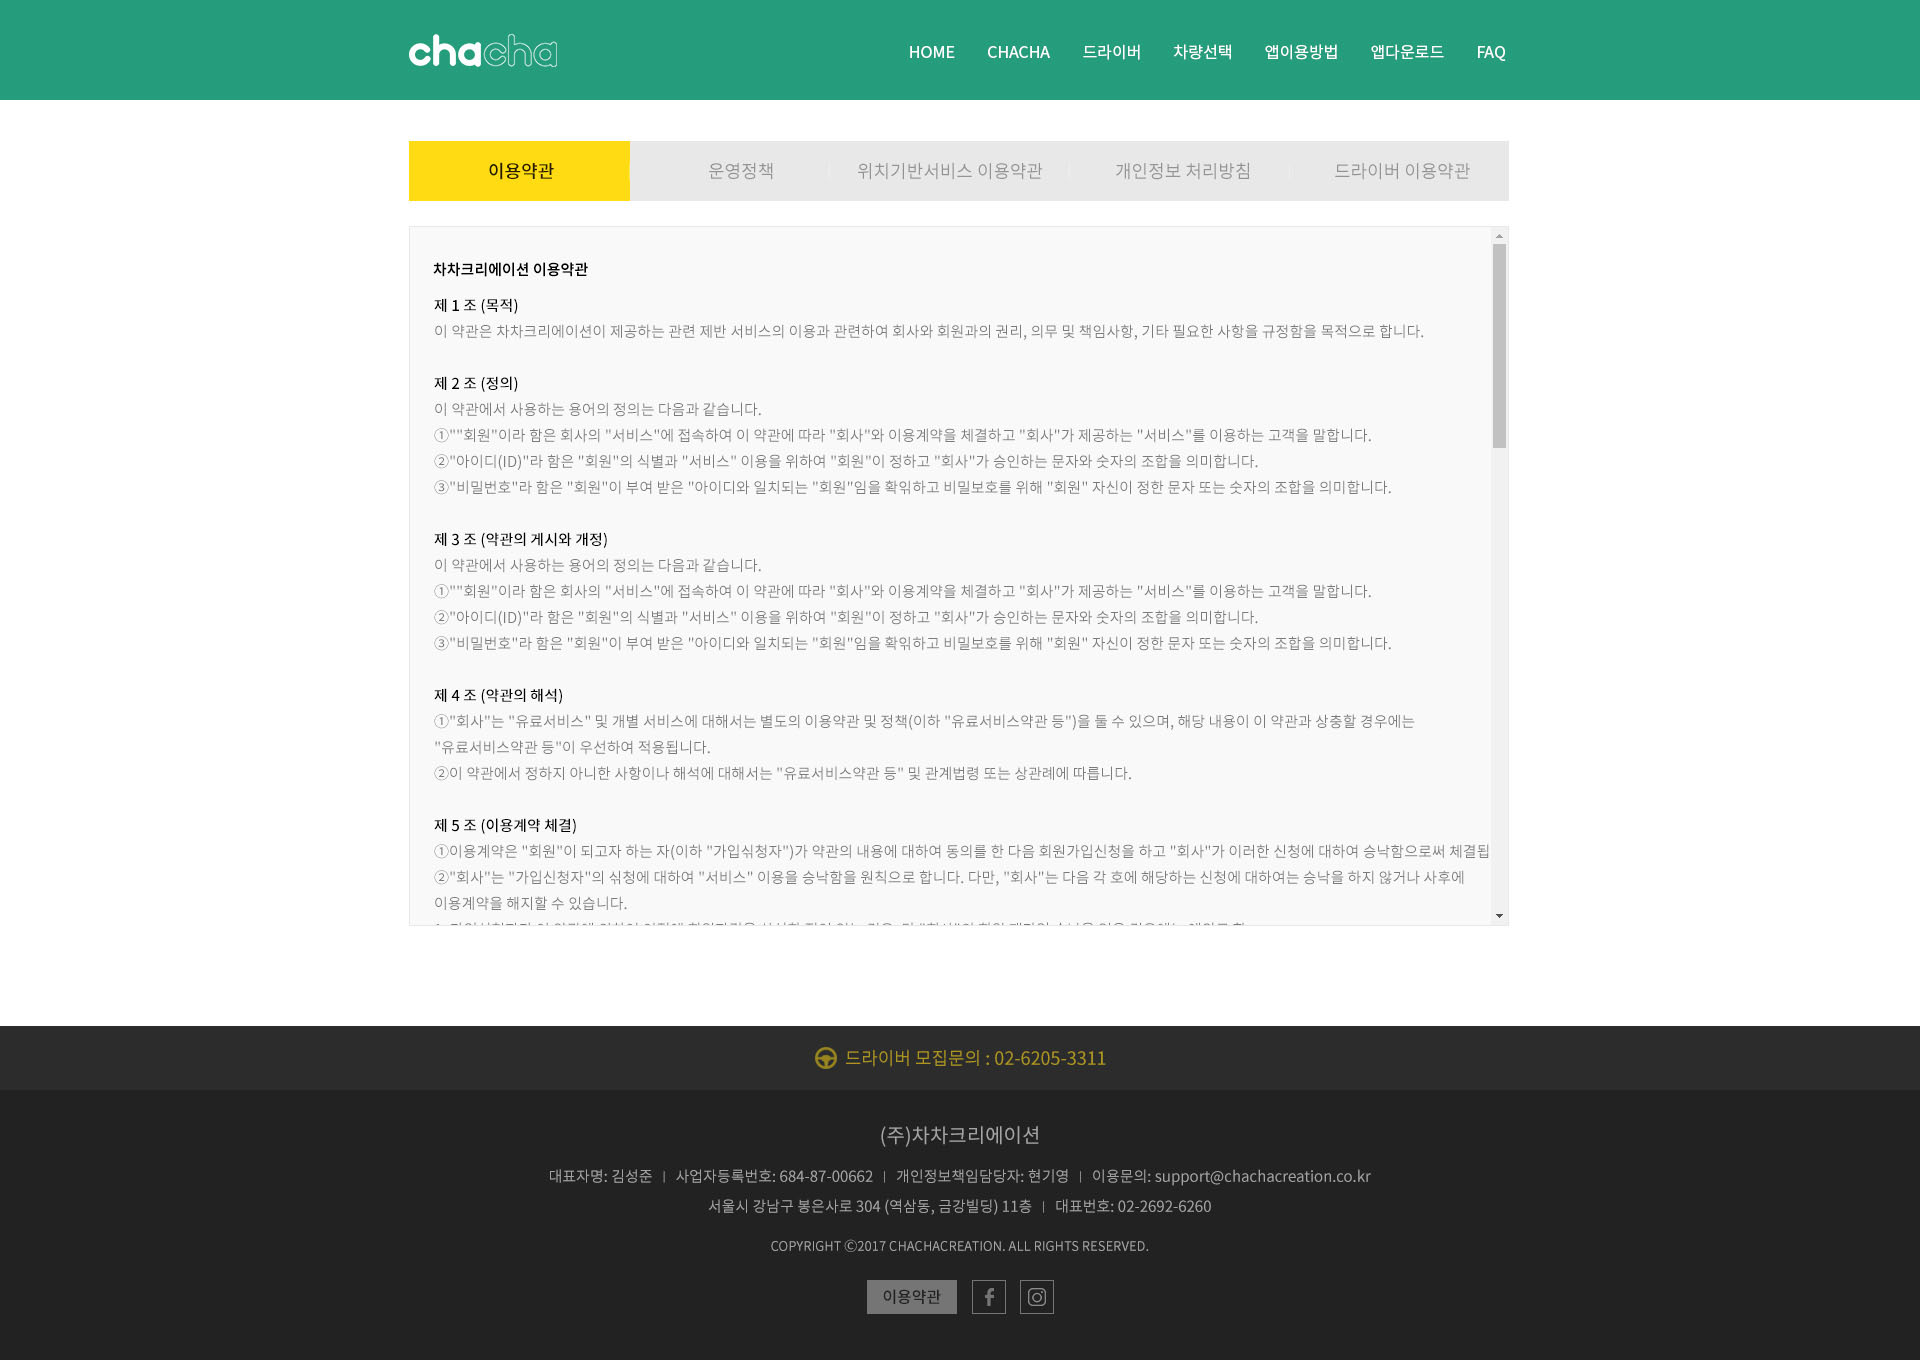 chacha
HOME CHACHA 드라이버 차량선택 앱이용방법 앱다운로드 FAQ
이용약관 운영정책 위치기반서비스 이용약관 개인정보 처리방침 드라이버 이용약관
차차크리에이션 이용약관
제 1 조 (목적)
이 약관은 차차크리에이션이 제공하는 관련 제반 서비스의 이용과 관련하여 회사와 회원과의 권리, 의무 및 책임사항, 기타 필요한 사항을 규정함을 목적으로 합니다.
제 2 조 (정의)
이 약관에서 사용하는 용어의 정의는 다음과 같습니다.
①""회원"이라 함은 회사의 "서비스"에 접속하여 이 약관에 따라 "회사"와 이용계약을 체결하고 "회사"가 제공하는 "서비스"를 이용하는 고객을 말합니다.
②"아이디(ID)"라 함은 "회원"의 식별과 "서비스" 이용을 위하여 "회원"이 정하고 "회사"가 승인하는 문자와 숫자의 조합을 의미합니다.
③"비밀번호"라 함은 "회원"이 부여 받은 "아이디와 일치되는 "회원"임을 확읶하고 비밀보호를 위해 "회원" 자신이 정한 문자 또는 숫자의 조합을 의미합니다.
제 3 조 (약관의 게시와 개정)
이 약관에서 사용하는 용어의 정의는 다음과 같습니다.
①""회원"이라 함은 회사의 "서비스"에 접속하여 이 약관에 따라 "회사"와 이용계약을 체결하고 "회사"가 제공하는 "서비스"를 이용하는 고객을 말합니다.
②"아이디(ID)"라 함은 "회원"의 식별과 "서비스" 이용을 위하여 "회원"이 정하고 "회사"가 승인하는 문자와 숫자의 조합을 의미합니다.
③"비밀번호"라 함은 "회원"이 부여 받은 "아이디와 일치되는 "회원"임을 확읶하고 비밀보호를 위해 "회원" 자신이 정한 문자 또는 숫자의 조합을 의미합니다.
제 4 조 (약관의 해석)
①"회사"는 "유료서비스" 및 개별 서비스에 대해서는 별도의 이용약관 및 정책(이하 "유료서비스약관 등")을 둘 수 있으며, 해당 내용이 이 약관과 상충할 경우에는
"유료서비스약관 등"이 우선하여 적용됩니다.
②이 약관에서 정하지 아니한 사항이나 해석에 대해서는 "유료서비스약관 등" 및 관계법령 또는 상관례에 따릅니다.
제 5 조 (이용계약 체결)
①이용계약은 "회원"이 되고자 하는 자(이하 "가입싞청자")가 약관의 내용에 대하여 동의를 한 다음 회원가입신청을 하고 "회사"가 이러한 신청에 대하여 승낙함으로써 체결됩
②"회사"는 "가입신청자"의 싞청에 대하여 "서비스" 이용을 승낙함을 원칙으로 합니다. 다만, "회사"는 다음 각 호에 해당하는 신청에 대하여는 승낙을 하지 않거나 사후에
이용계약을 해지할 수 있습니다.
드라이버 모집문의 : 02-6205-3311
(주)차차크리에이션
대표자명: 김성준 | 사업자등록번호: 684-87-00662 | 개인정보책임담당자: 현기영 | 이용문의: support@chachacreation.co.kr
서울시 강남구 봉은사로 304 (역삼동, 금강빌딩) 11층 | 대표번호: 02-2692-6260
COPYRIGHT ⓒ2017 CHACHACREATION. ALL RIGHTS RESERVED.
이용약관